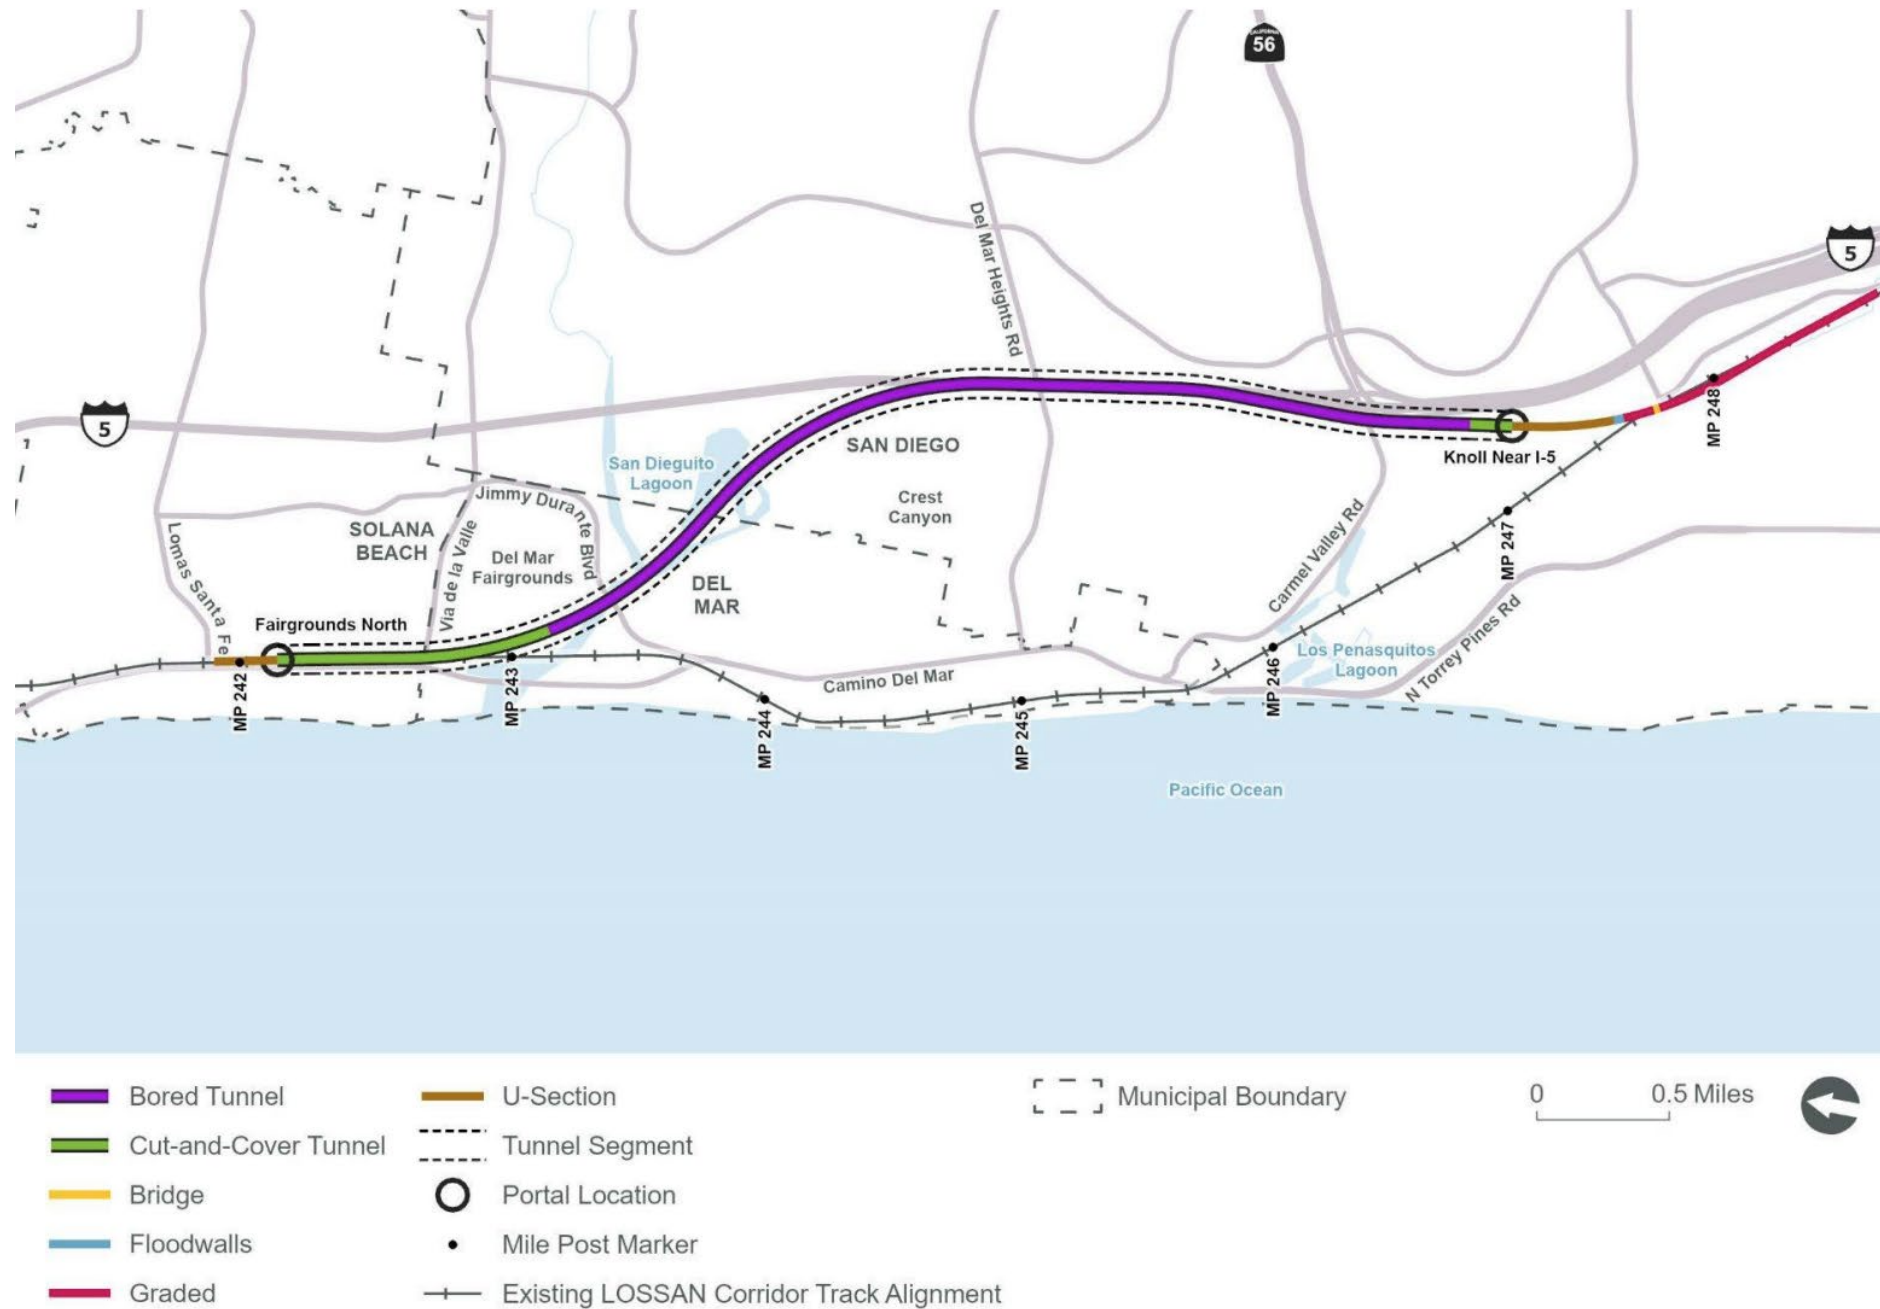 CALIFORNIA
56
5
Del Mar Heights Rd
5
SAN DIEGO
Knoll Near I-5
MP 248
San Dieguito
Lagoon
Crest
Canyon
Jimmy Durante Blvd
SOLANA
BEACH
Via de la Valle
Del Mar
Fairgrounds
Lomas Santa Fe
DEL
MAR
Carmel Valley Rd
MP 247
Fairgrounds North
N Torrey Pines Rd
Los Penasquitos
Lagoon
Camino Del Mar
MP 242
MP 243
MP 244
MP 245
MP 246
Pacific Ocean
Bored Tunnel
Cut-and-Cover Tunnel
Bridge
Floodwalls
Graded
U-Section
Tunnel Segment
Portal Location
Mile Post Marker
Existing LOSSAN Corridor Track Alignment
Municipal Boundary
0 0.5 Miles